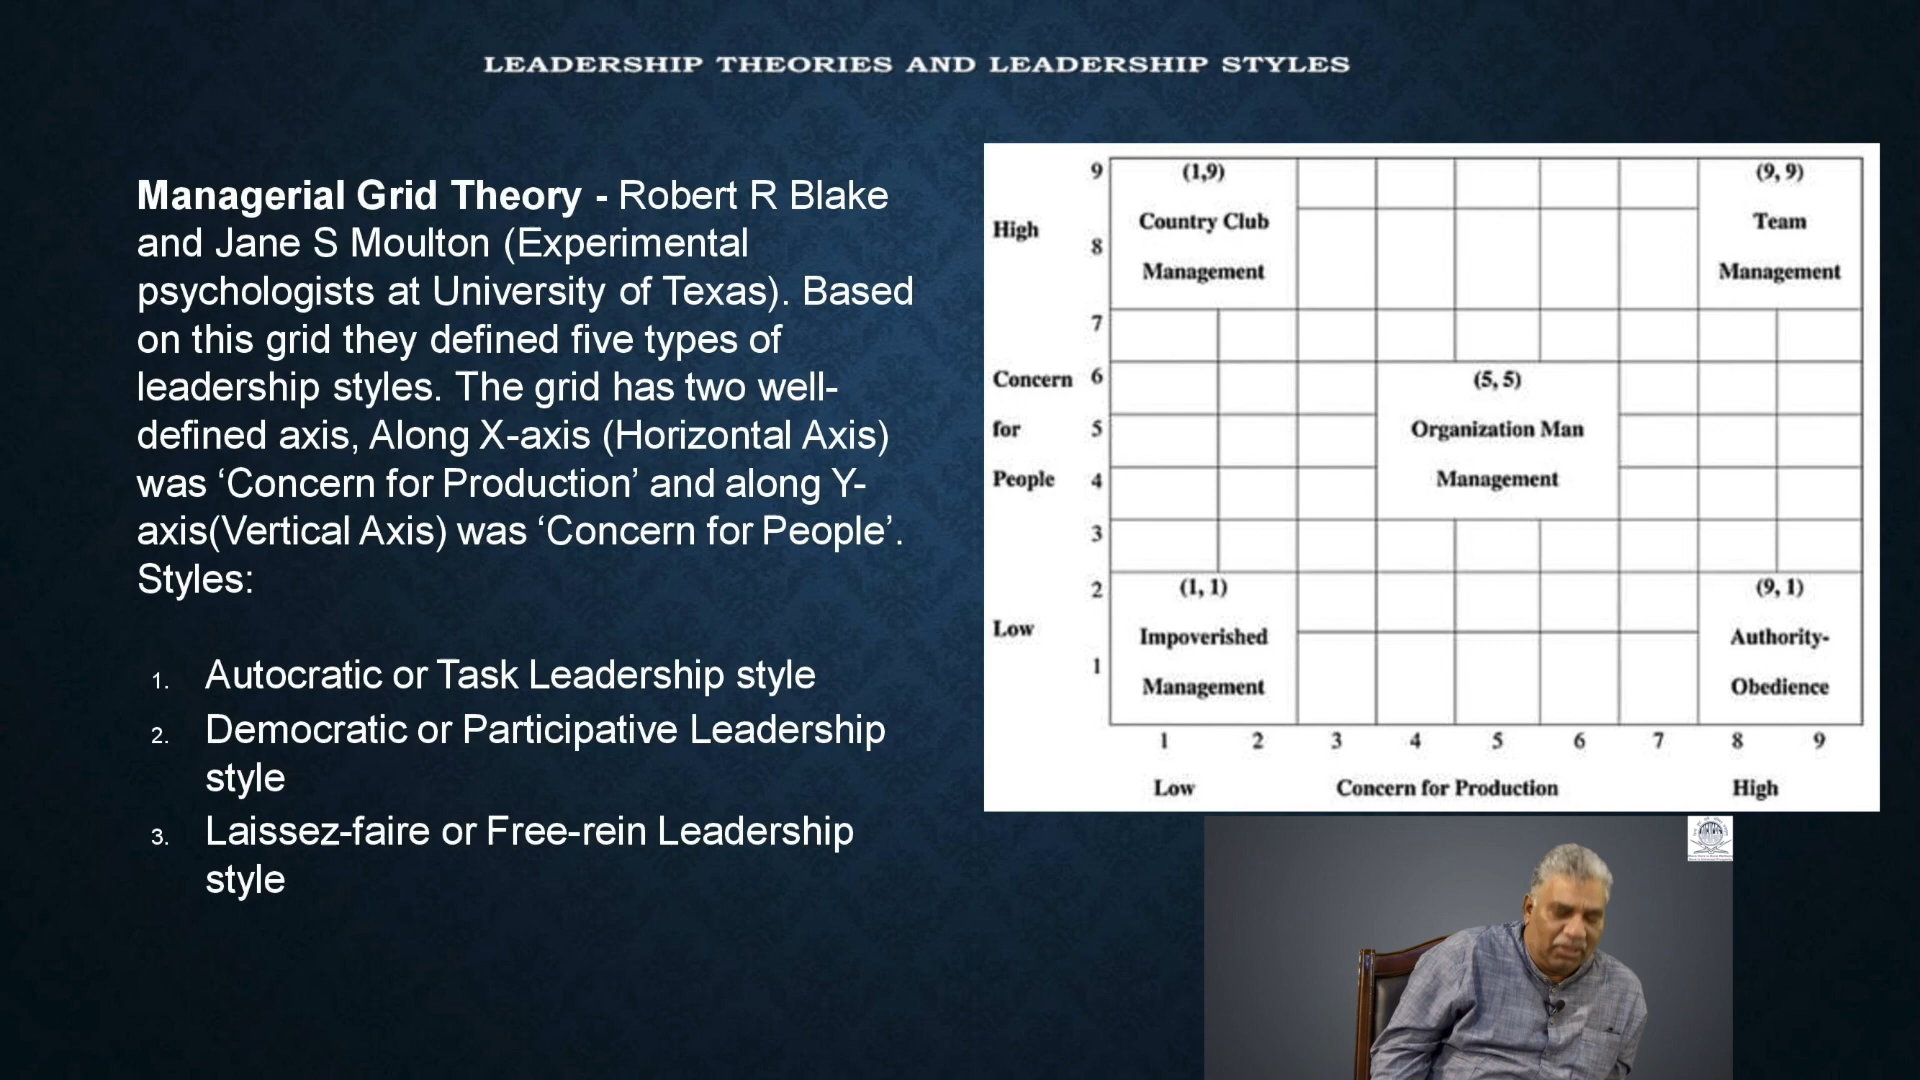 LEADERSHIP THEORIES AND LEADERSHIP STYLES
Managerial Grid Theory - Robert R Blake
and Jane S Moulton (Experimental
psychologists at University of Texas). Based
on this grid they defined five types of
leadership styles. The grid has two well-
defined axis, Along X-axis (Horizontal Axis)
was ‘Concern for Production’ and along Y-
axis(Vertical Axis) was ‘Concern for People’.
Styles:
1. Autocratic or Task Leadership style
2. Democratic or Participative Leadership
style
3. Laissez-faire or Free-rein Leadership
style
9 (1,9) (9, 9)
High Country Club Team
8
Management Management
7
Concern 6 (5, 5)
for 5 Organization Man
People 4 Management
3
2 (1, 1) (9, 1)
Low Impoverished Authority-
1
Management Obedience
1 2 3 4 5 6 7 8 9
Low Concern for Production High